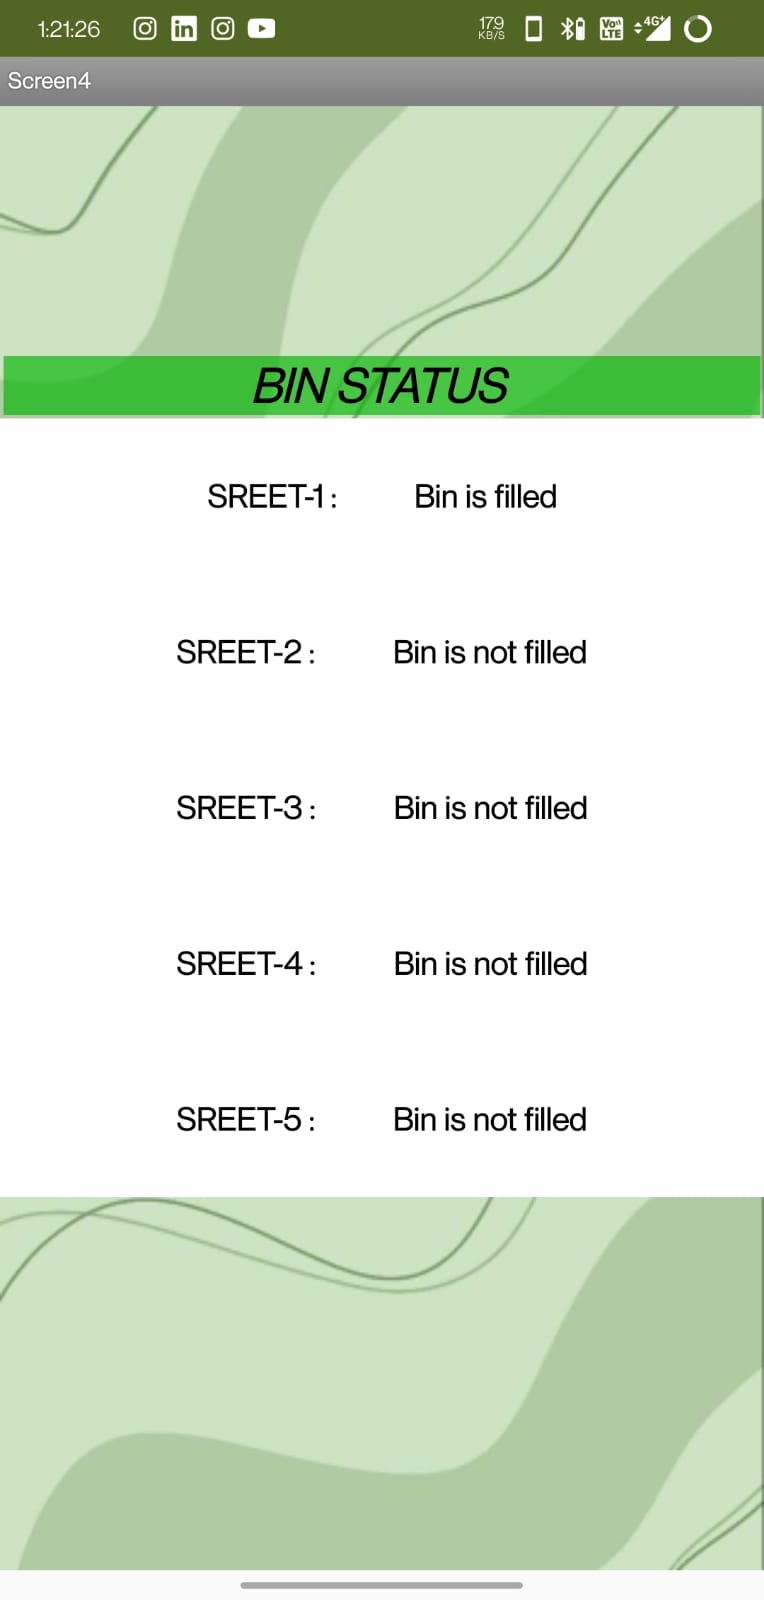 1:21:26 17.9 KB/S Vo)) LTE 4G+
Screen4
BIN STATUS
SREET-1 : Bin is filled
SREET-2 : Bin is not filled
SREET-3 : Bin is not filled
SREET-4 : Bin is not filled
SREET-5 : Bin is not filled